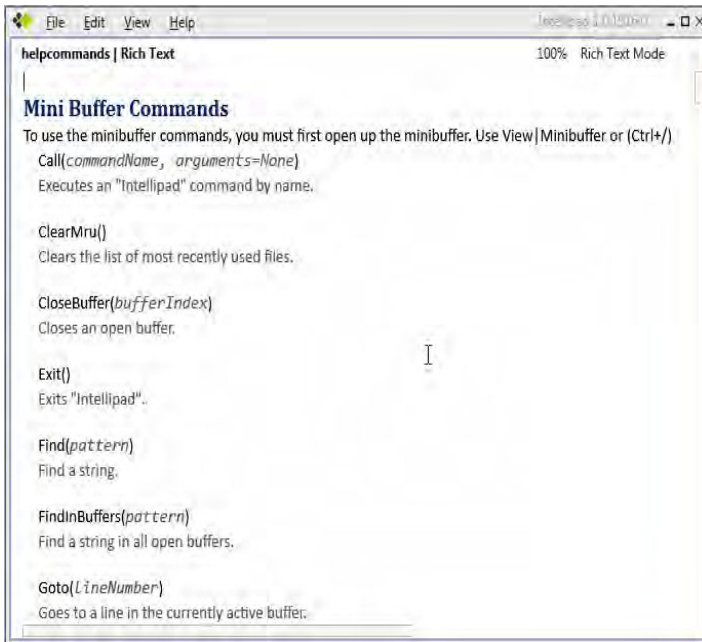 File Edit View Help
helpcommands | Rich Text 100% Rich Text Mode
Mini Buffer Commands
To use the minibuffer commands, you must first open up the minibuffer. Use View|Minibuffer or (Ctrl+/)
Call(commandName, arguments=None)
Executes an "Intellipad" command by name.
ClearMru()
Clears the list of most recently used files.
CloseBuffer(bufferIndex)
Closes an open buffer.
Exit()
Exits "Intellipad".
Find(pattern)
Find a string.
FindInBuffers(pattern)
Find a string in all open buffers.
Goto(LineNumber)
Goes to a line in the currently active buffer.